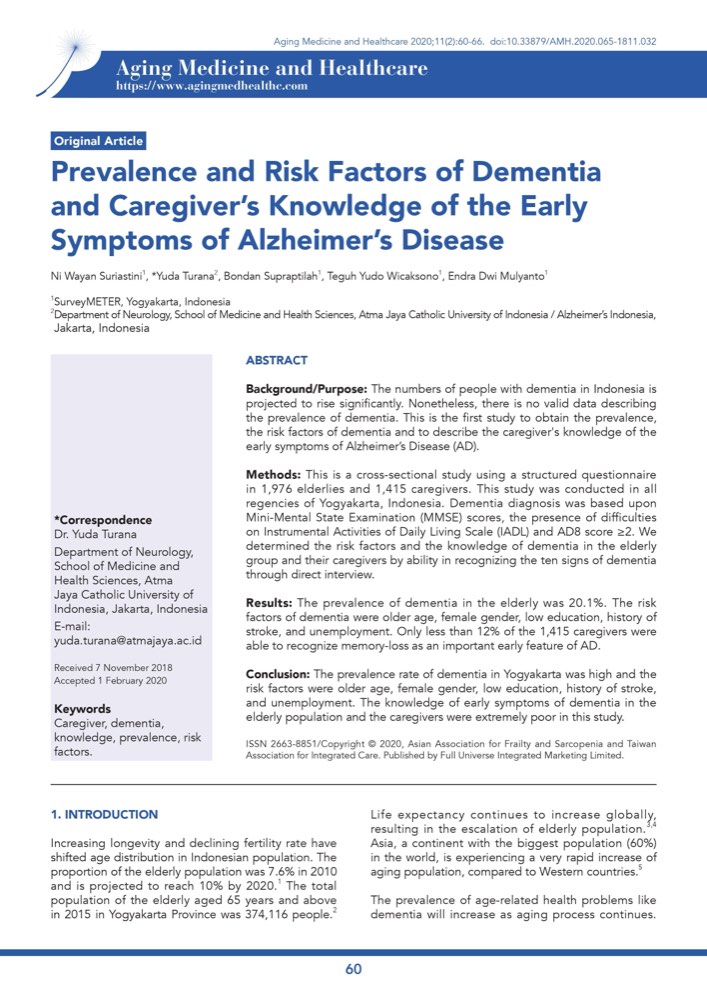 Aging Medicine and Healthcare 2020;11(2):60-66. doi:10.33879/AMH.2020.065-1811.032
Aging Medicine and Healthcare
https://www.agingmedhealthc.com
Original Article
Prevalence and Risk Factors of Dementia
and Caregiver’s Knowledge of the Early
Symptoms of Alzheimer’s Disease
Ni Wayan Suriastini1, *Yuda Turana2, Bondan Supraptilah1, Teguh Yudo Wicaksono1, Endra Dwi Mulyanto1
1SurveyMETER, Yogyakarta, Indonesia
2Department of Neurology, School of Medicine and Health Sciences, Atma Jaya Catholic University of Indonesia / Alzheimer’s Indonesia,
Jakarta, Indonesia
*Correspondence
Dr. Yuda Turana
Department of Neurology,
School of Medicine and
Health Sciences, Atma
Jaya Catholic University of
Indonesia, Jakarta, Indonesia
E-mail:
yuda.turana@atmajaya.ac.id
Received 7 November 2018
Accepted 1 February 2020
Keywords
Caregiver, dementia,
knowledge, prevalence, risk
factors.
ABSTRACT
Background/Purpose: The numbers of people with dementia in Indonesia is
projected to rise significantly. Nonetheless, there is no valid data describing
the prevalence of dementia. This is the first study to obtain the prevalence,
the risk factors of dementia and to describe the caregiver's knowledge of the
early symptoms of Alzheimer’s Disease (AD).
Methods: This is a cross-sectional study using a structured questionnaire
in 1,976 elderlies and 1,415 caregivers. This study was conducted in all
regencies of Yogyakarta, Indonesia. Dementia diagnosis was based upon
Mini-Mental State Examination (MMSE) scores, the presence of difficulties
on Instrumental Activities of Daily Living Scale (IADL) and AD8 score ≥2. We
determined the risk factors and the knowledge of dementia in the elderly
group and their caregivers by ability in recognizing the ten signs of dementia
through direct interview.
Results: The prevalence of dementia in the elderly was 20.1%. The risk
factors of dementia were older age, female gender, low education, history of
stroke, and unemployment. Only less than 12% of the 1,415 caregivers were
able to recognize memory-loss as an important early feature of AD.
Conclusion: The prevalence rate of dementia in Yogyakarta was high and the
risk factors were older age, female gender, low education, history of stroke,
and unemployment. The knowledge of early symptoms of dementia in the
elderly population and the caregivers were extremely poor in this study.
ISSN 2663-8851/Copyright © 2020, Asian Association for Frailty and Sarcopenia and Taiwan
Association for Integrated Care. Published by Full Universe Integrated Marketing Limited.
1. INTRODUCTION
Increasing longevity and declining fertility rate have
shifted age distribution in Indonesian population. The
proportion of the elderly population was 7.6% in 2010
and is projected to reach 10% by 2020.1 The total
population of the elderly aged 65 years and above
in 2015 in Yogyakarta Province was 374,116 people.2
Life expectancy continues to increase globally,
resulting in the escalation of elderly population.3,4
Asia, a continent with the biggest population (60%)
in the world, is experiencing a very rapid increase of
aging population, compared to Western countries.5
The prevalence of age-related health problems like
dementia will increase as aging process continues.
60